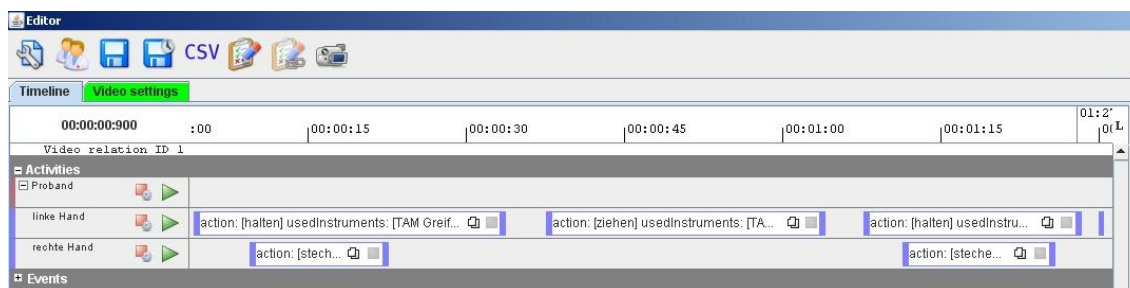 Editor
CSV
Timeline Video settings
00:00:00:900 :00 00:00:15 00:00:30 00:00:45 00:01:00 00:01:15 L
Video relation ID 1
Activities
Proband
linke Hand action: [halten] usedInstruments: [TAM Greif... action: [ziehen] usedInstruments: [TA... action: [halten] usedInstru...
rechte Hand action: [stech... action: [steche...
Events